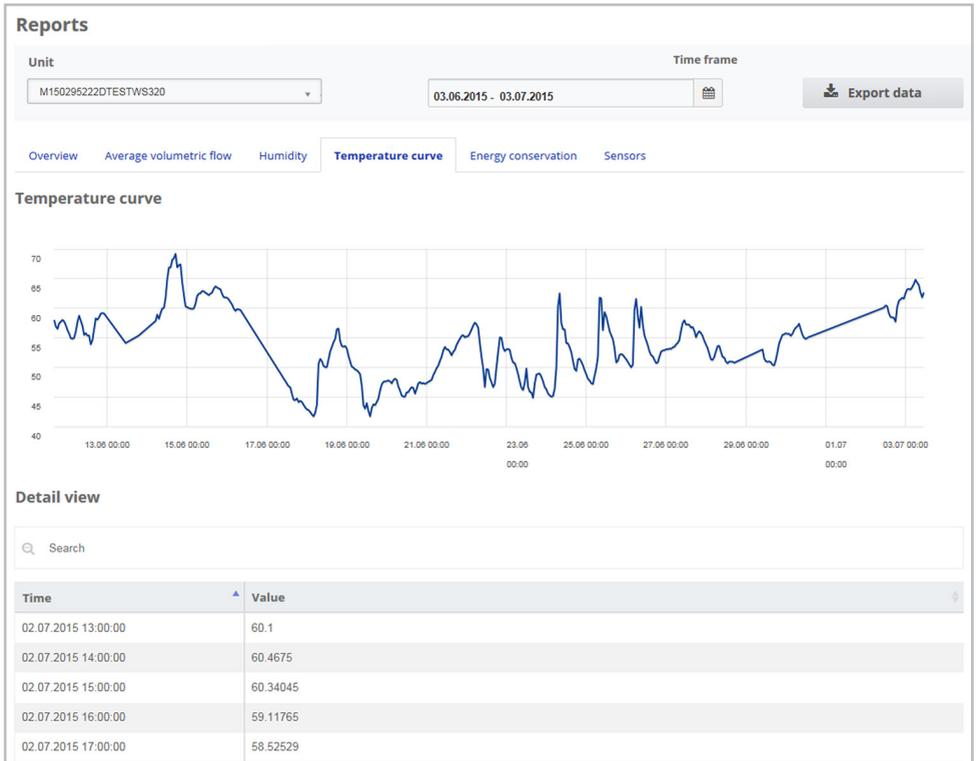 Reports
Unit
Time frame
M150295222DTESTWS320
03.06.2015 - 03.07.2015
Export data
Overview Average volumetric flow Humidity Temperature curve Energy conservation Sensors
Temperature curve
70
65
60
55
50
45
40
13.06 00:00 15.06 00:00 17.06 00:00 19.06 00:00 21.06 00:00 23.06 25.06 00:00 27.06 00:00 29.06 00:00 01.07 03.07 00:00
00:00 00:00
Detail view
Search
Time Value
02.07.2015 13:00:00 60.1
02.07.2015 14:00:00 60.4675
02.07.2015 15:00:00 60.34045
02.07.2015 16:00:00 59.11765
02.07.2015 17:00:00 58.52529